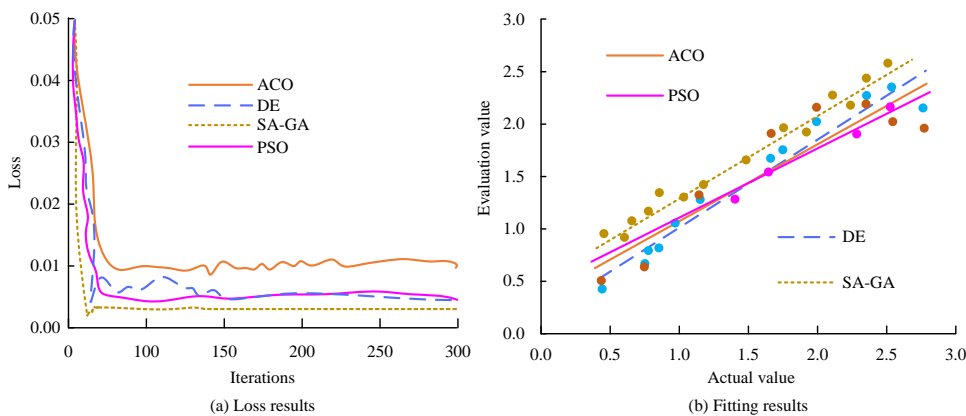 0.05
0.04
0.03
0.02
0.01
0.00
Loss
ACO
DE
SA-GA
PSO
0 0 100 150 200 250 300
Iterations
(a) Loss results
3.0
2.5
2.0
1.5
1.0
0.5
0.0
Evaluation value
ACO
PSO
DE
SA-GA
0.0 0.5 1.0 1.5 2.0 2.5 3.0
Actual value
(b) Fitting results